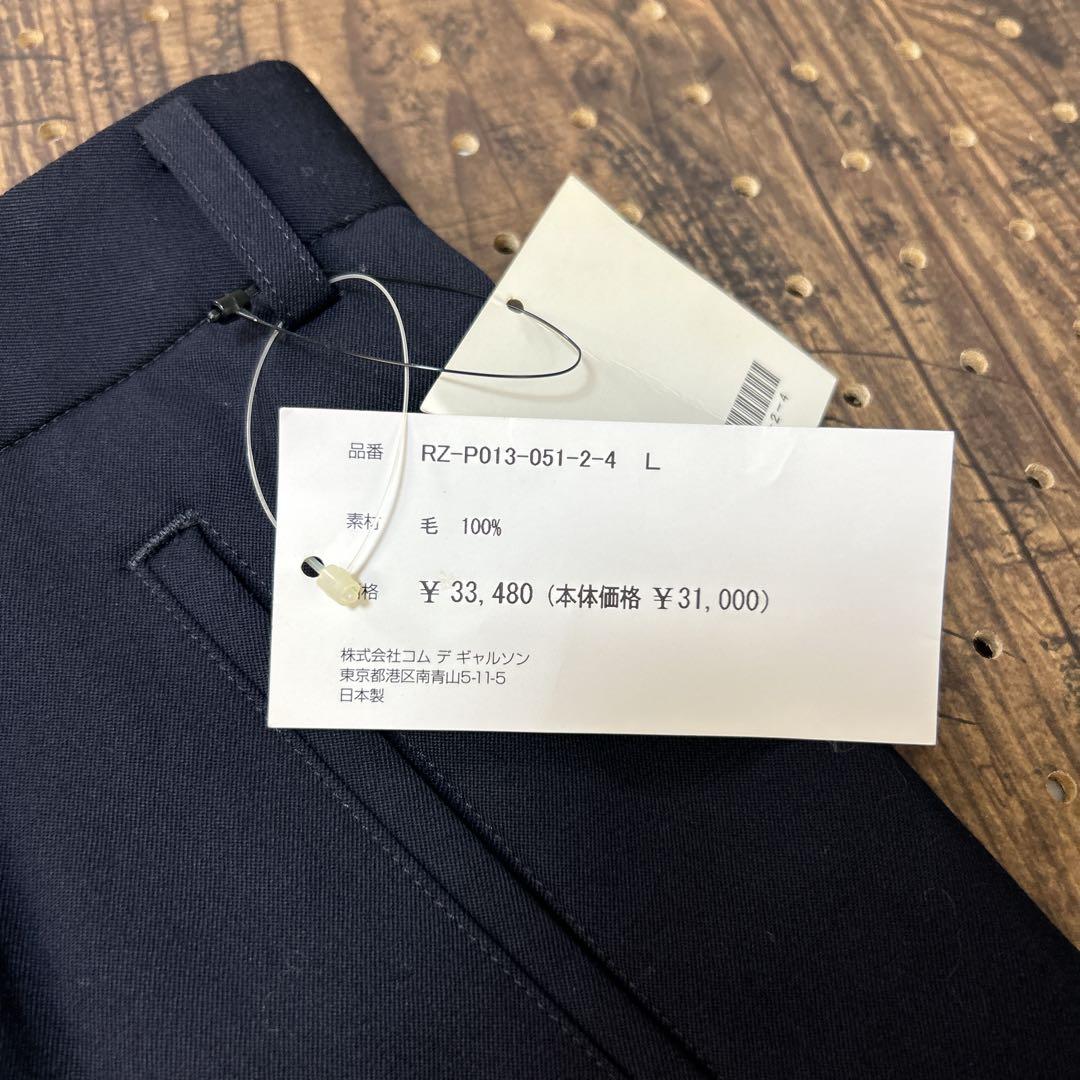 -2-4
品番 RZ-P013-051-2-4 L
素材 毛 100%
格 ¥ 33,480 (本体価格 ¥31,000)
株式会社コム デ ギャルソン
東京都港区南青山5-11-5
日本製